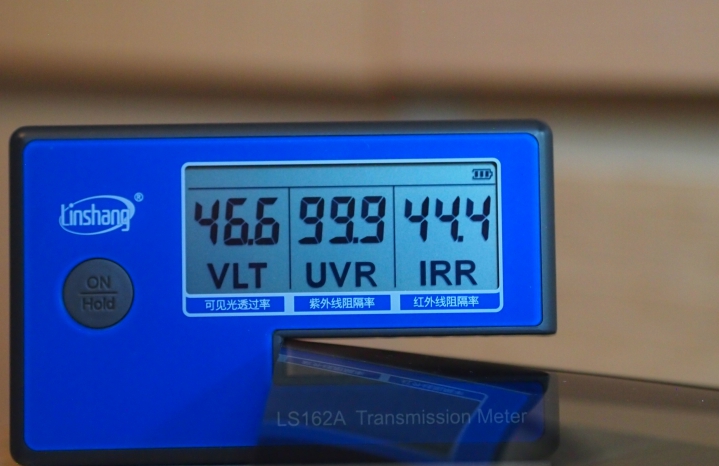 Linshang®
ON
Hold
46.6 99.9 44.4
VLT UVR IRR
可见光透过率 紫外线阻隔率 红外线阻隔率
LS162A Transmission Meter